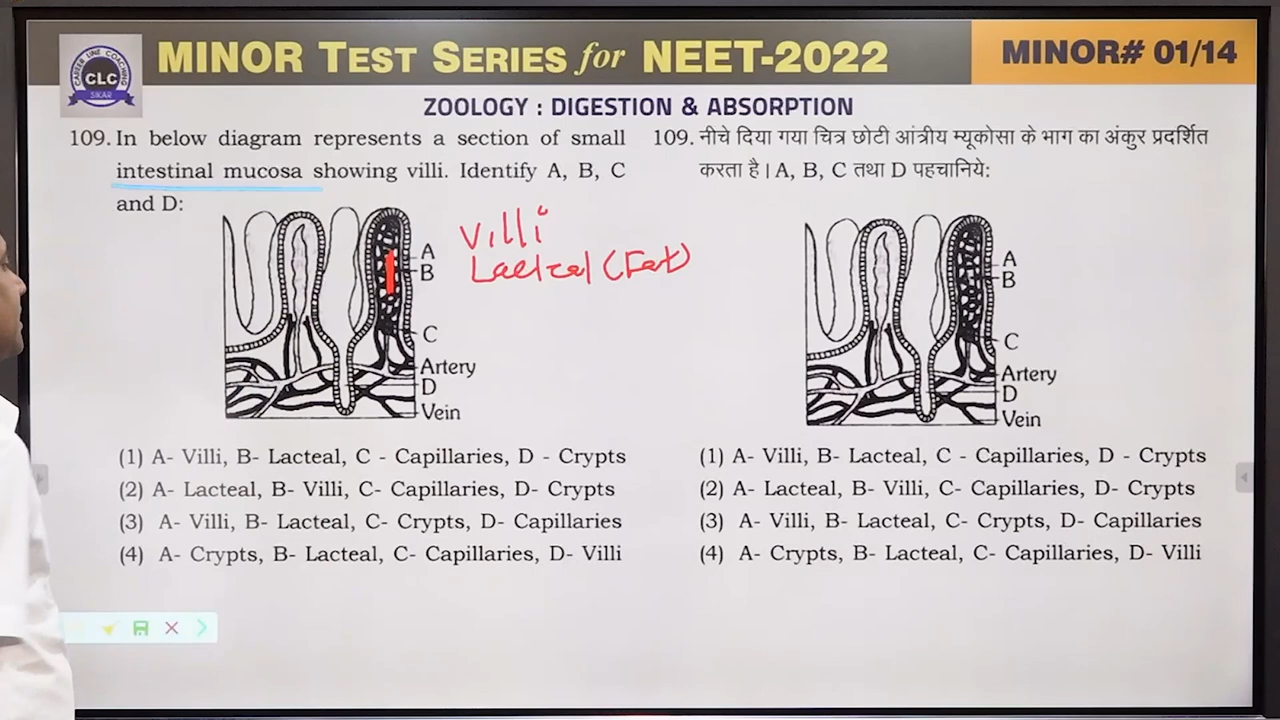 CAREER LINE COACHING
CLC
SIKAR
MINOR TEST SERIES for NEET-2022
MINOR# 01/14
ZOOLOGY : DIGESTION & ABSORPTION
109. In below diagram represents a section of small
intestinal mucosa showing villi. Identify A, B, C
and D:
Villi
Lacteal (Fat)
A
B
C
Artery
D
Vein
(1) A- Villi, B- Lacteal, C - Capillaries, D - Crypts
(2) A- Lacteal, B- Villi, C- Capillaries, D- Crypts
(3) A- Villi, B- Lacteal, C- Crypts, D- Capillaries
(4) A- Crypts, B- Lacteal, C- Capillaries, D- Villi
109. नीचे दिया गया चित्र छोटी आंत्रीय म्यूकोसा के भाग का अंकुर प्रदर्शित
करता है। A, B, C तथा D पहचानिये:
A
B
C
Artery
D
Vein
(1) A- Villi, B- Lacteal, C - Capillaries, D - Crypts
(2) A- Lacteal, B- Villi, C- Capillaries, D- Crypts
(3) A- Villi, B- Lacteal, C- Crypts, D- Capillaries
(4) A- Crypts, B- Lacteal, C- Capillaries, D- Villi